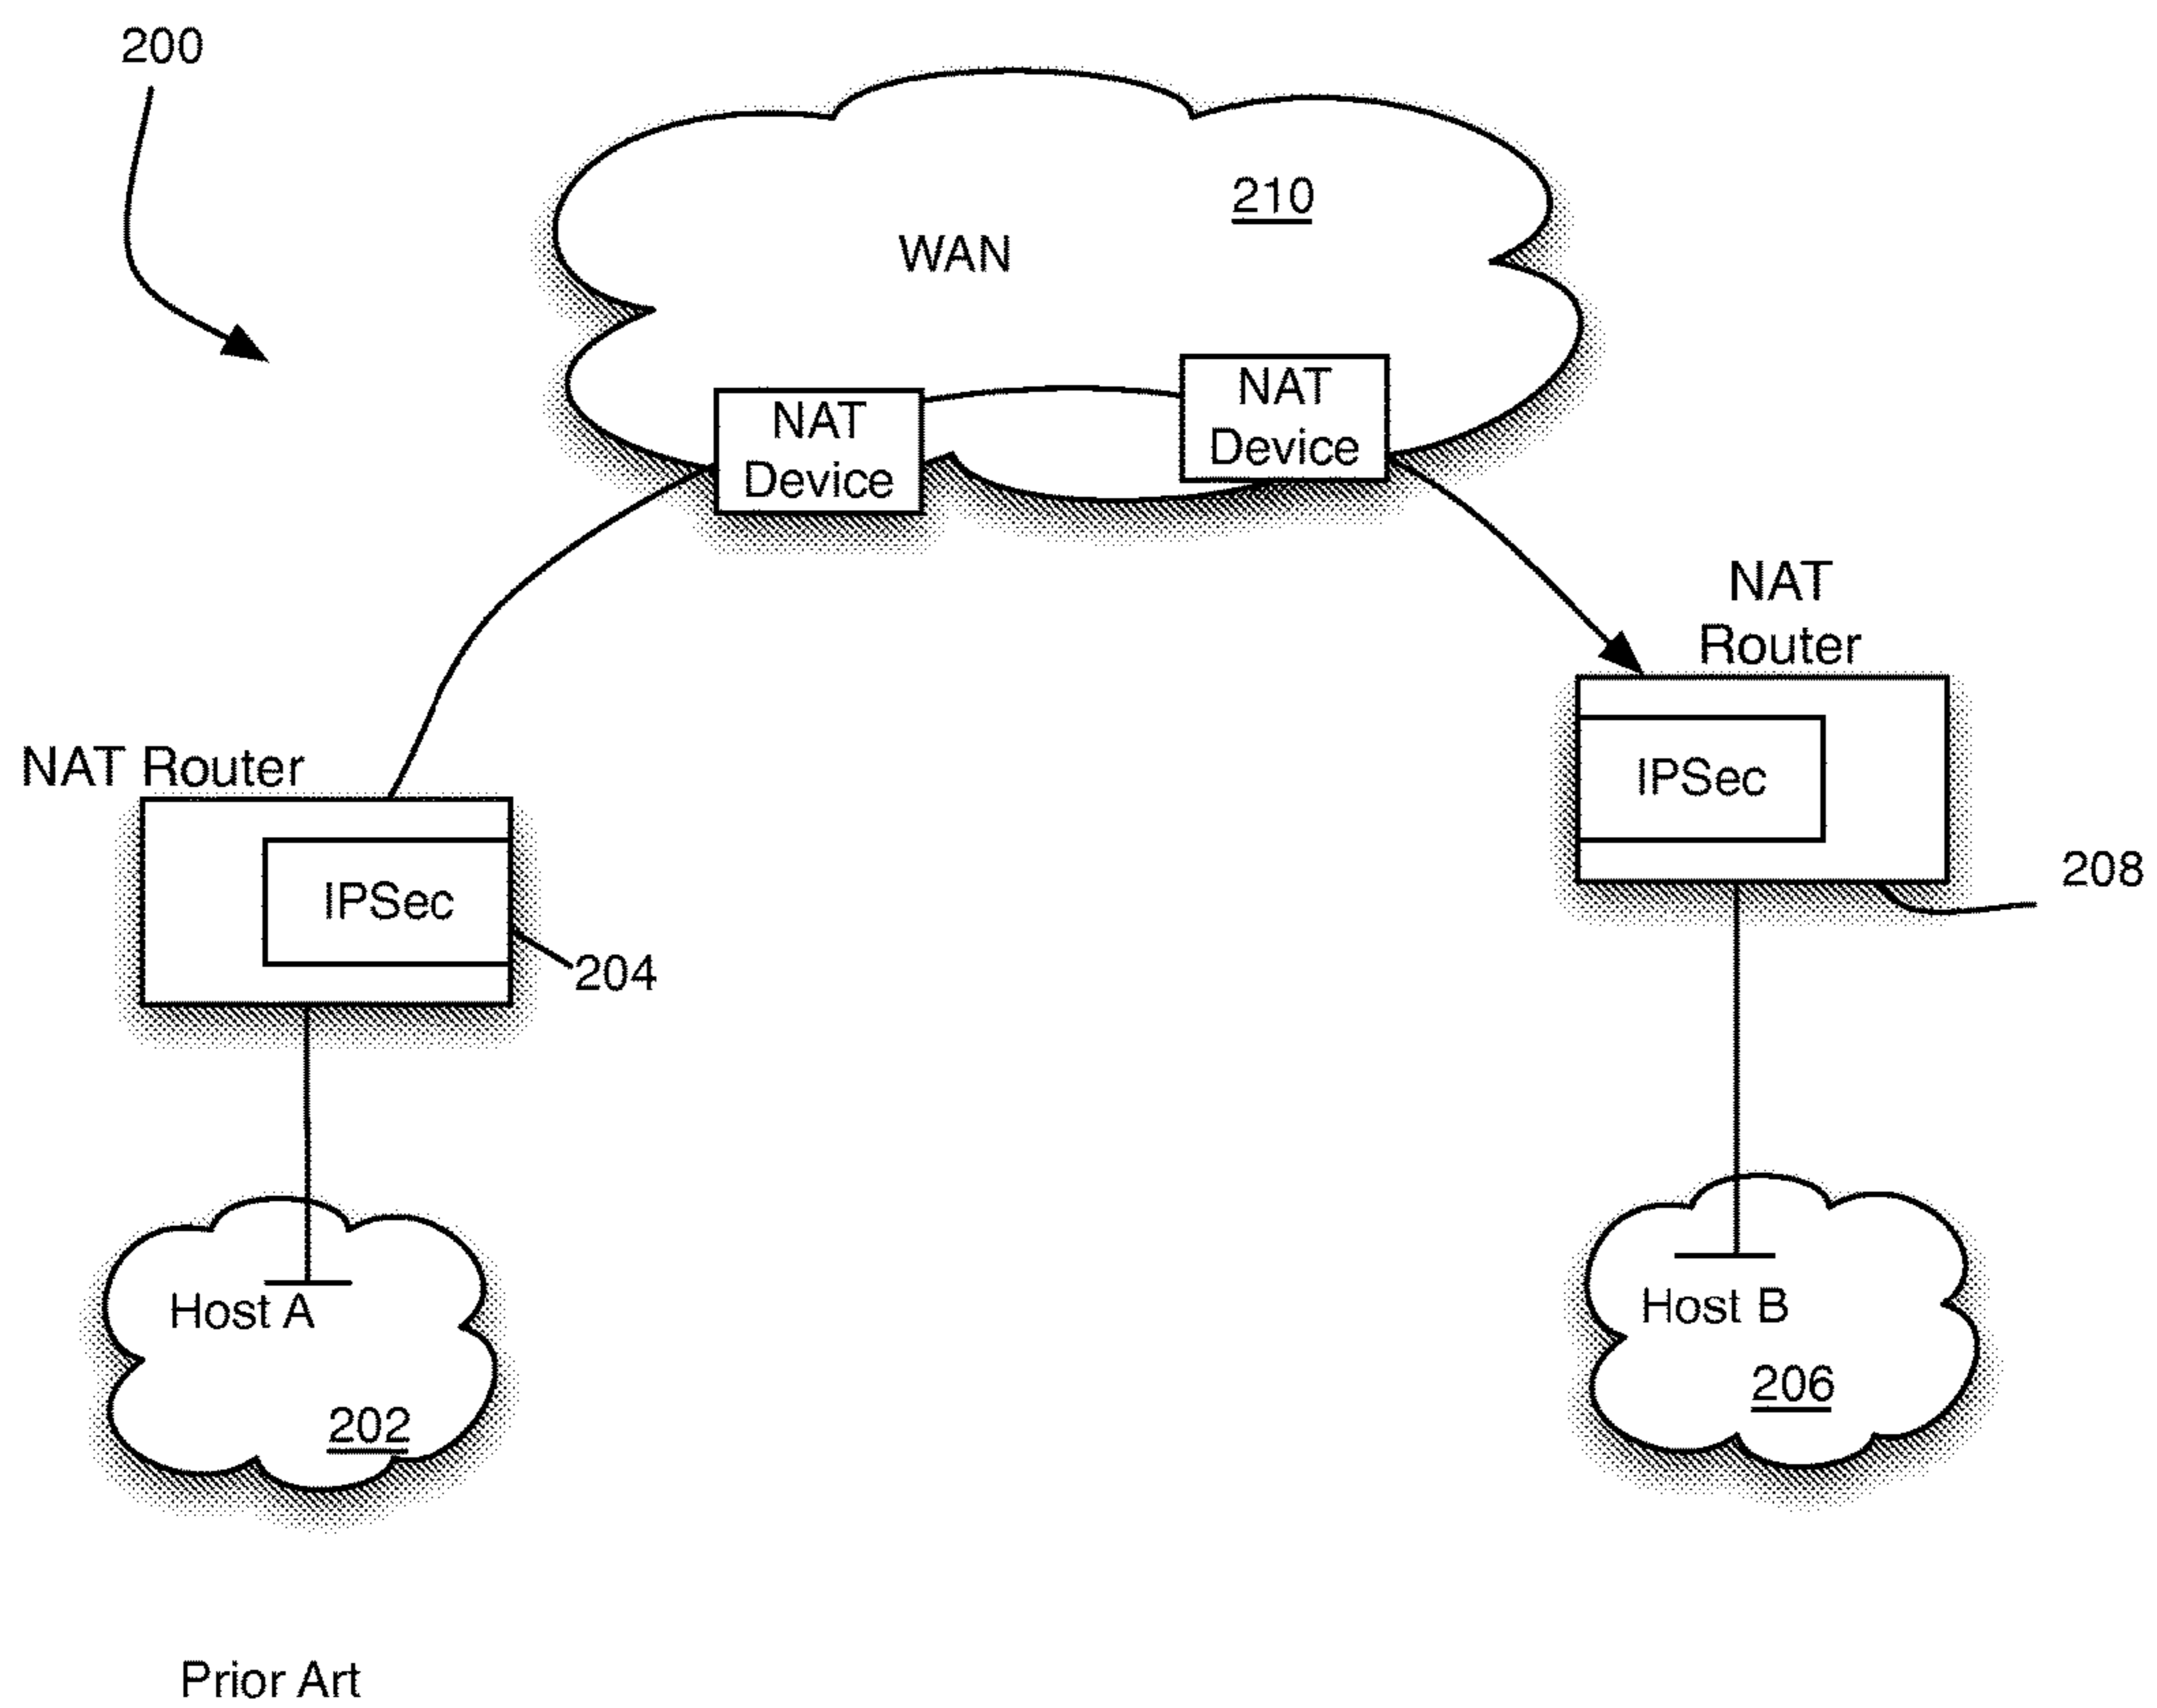 200
210
WAN
NAT
Device
NAT
Device
NAT
Router
NAT Router
IPSec
208
IPSec
204
Host A
202
Host B
206
Prior Art